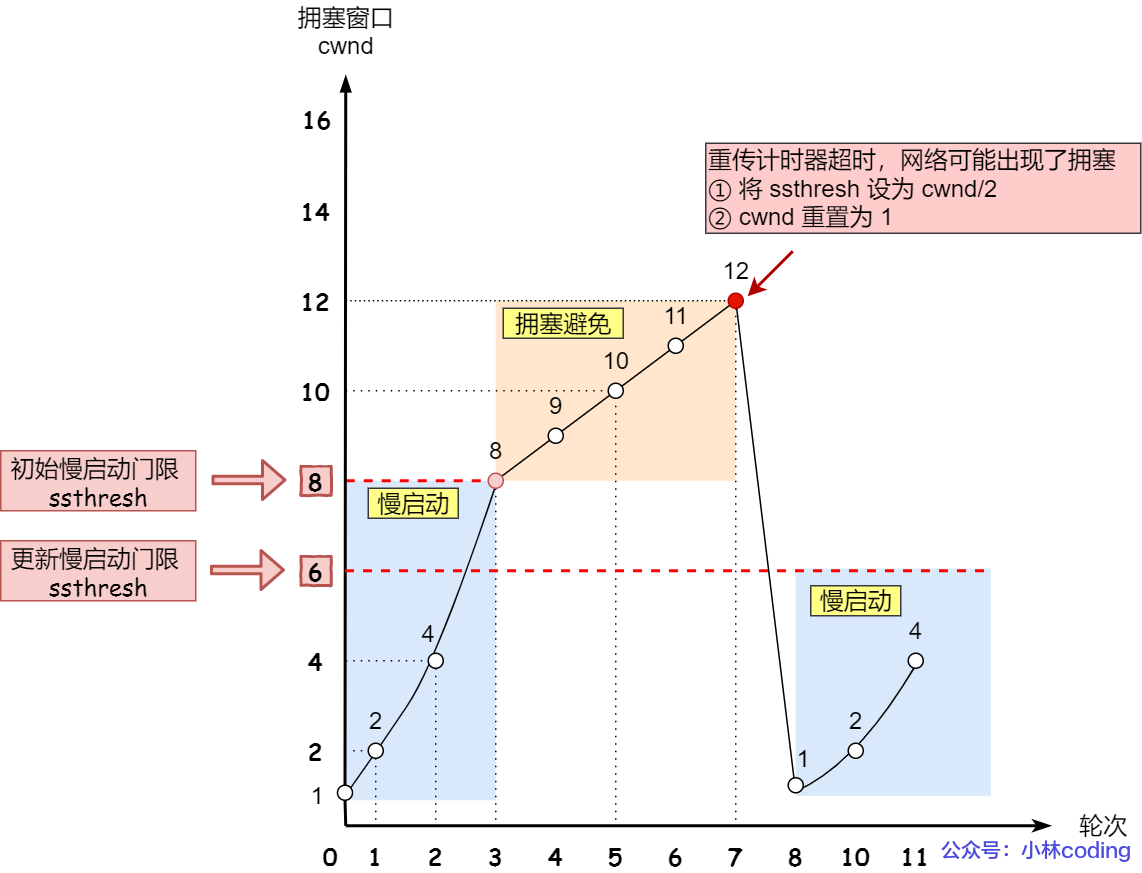 拥塞窗口
cwnd
16
重传计时器超时，网络可能出现了拥塞
① 将 ssthresh 设为 cwnd/2
② cwnd 重置为 1
14
12
12
拥塞避免
11
10
10
9
8
初始慢启动门限
ssthresh
8
慢启动
更新慢启动门限
ssthresh
6
慢启动
4
4
4
2
2
2
1
1
轮次
0 1 2 3 4 5 6 7 8 10 11
公众号：小林coding